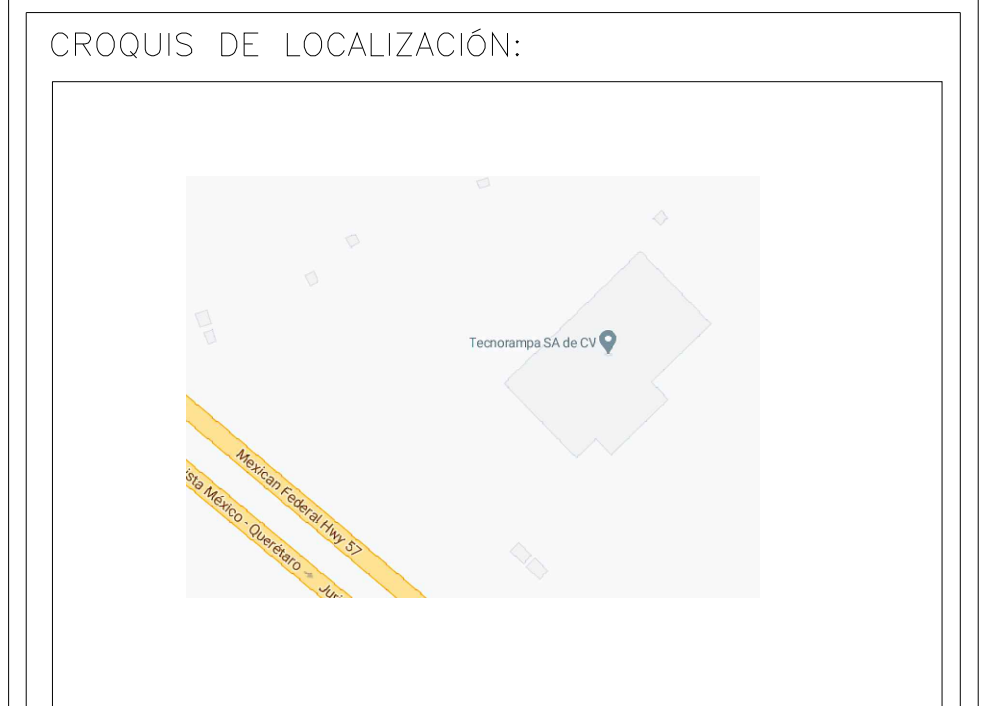 CROQUIS DE LOCALIZACIÓN:
Tecnorampa SA de CV
Mexican Federal Hwy 57
ista México - Querétaro